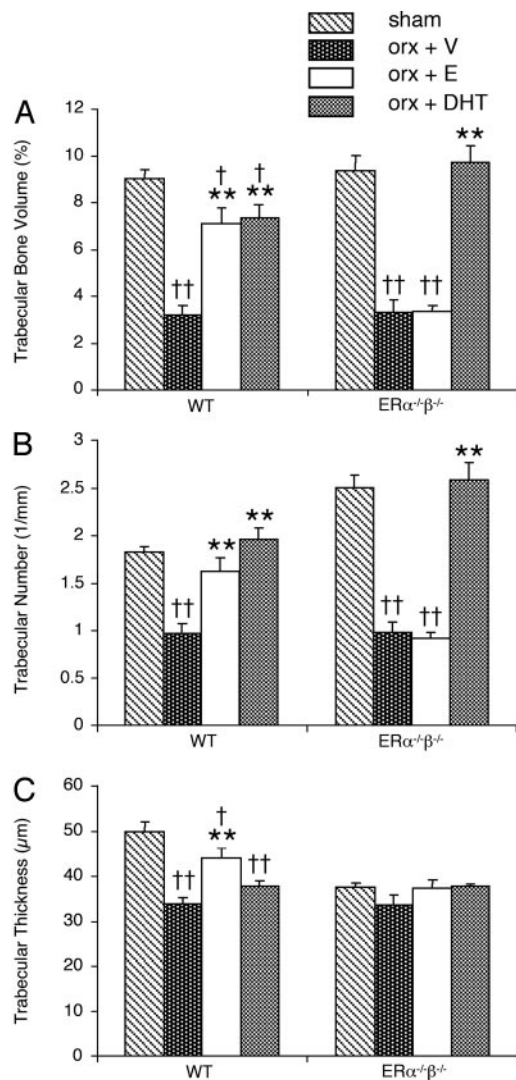 sham
orx + V
orx + E
orx + DHT
A
Trabecular Bone Volume (%)
12
10
8
6
4
2
0
††
†
**
†
**
††
††
**
WT
ERα-/-β-/-
B
Trabecular Number (1/mm)
3
2.5
2
1.5
1
0.5
0
††
**
**
††
††
**
WT
ERα-/-β-/-
C
Trabecular Thickness (µm)
60
50
40
30
20
10
0
††
†
**
††
WT
ERα-/-β-/-